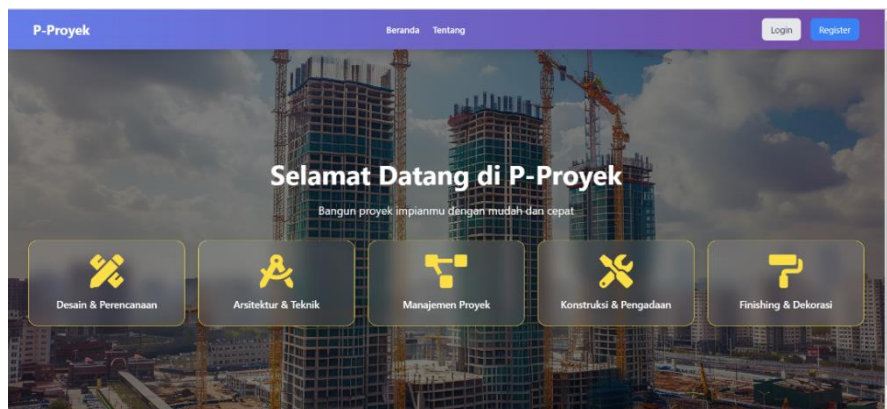 P-Proyek
Beranda Tentang
Login Register
Selamat Datang di P-Proyek
Bangun proyek impianmu dengan mudah dan cepat
Desain & Perencanaan
Arsitektur & Teknik
Manajemen Proyek
Konstruksi & Pengadaan
Finishing & Dekorasi